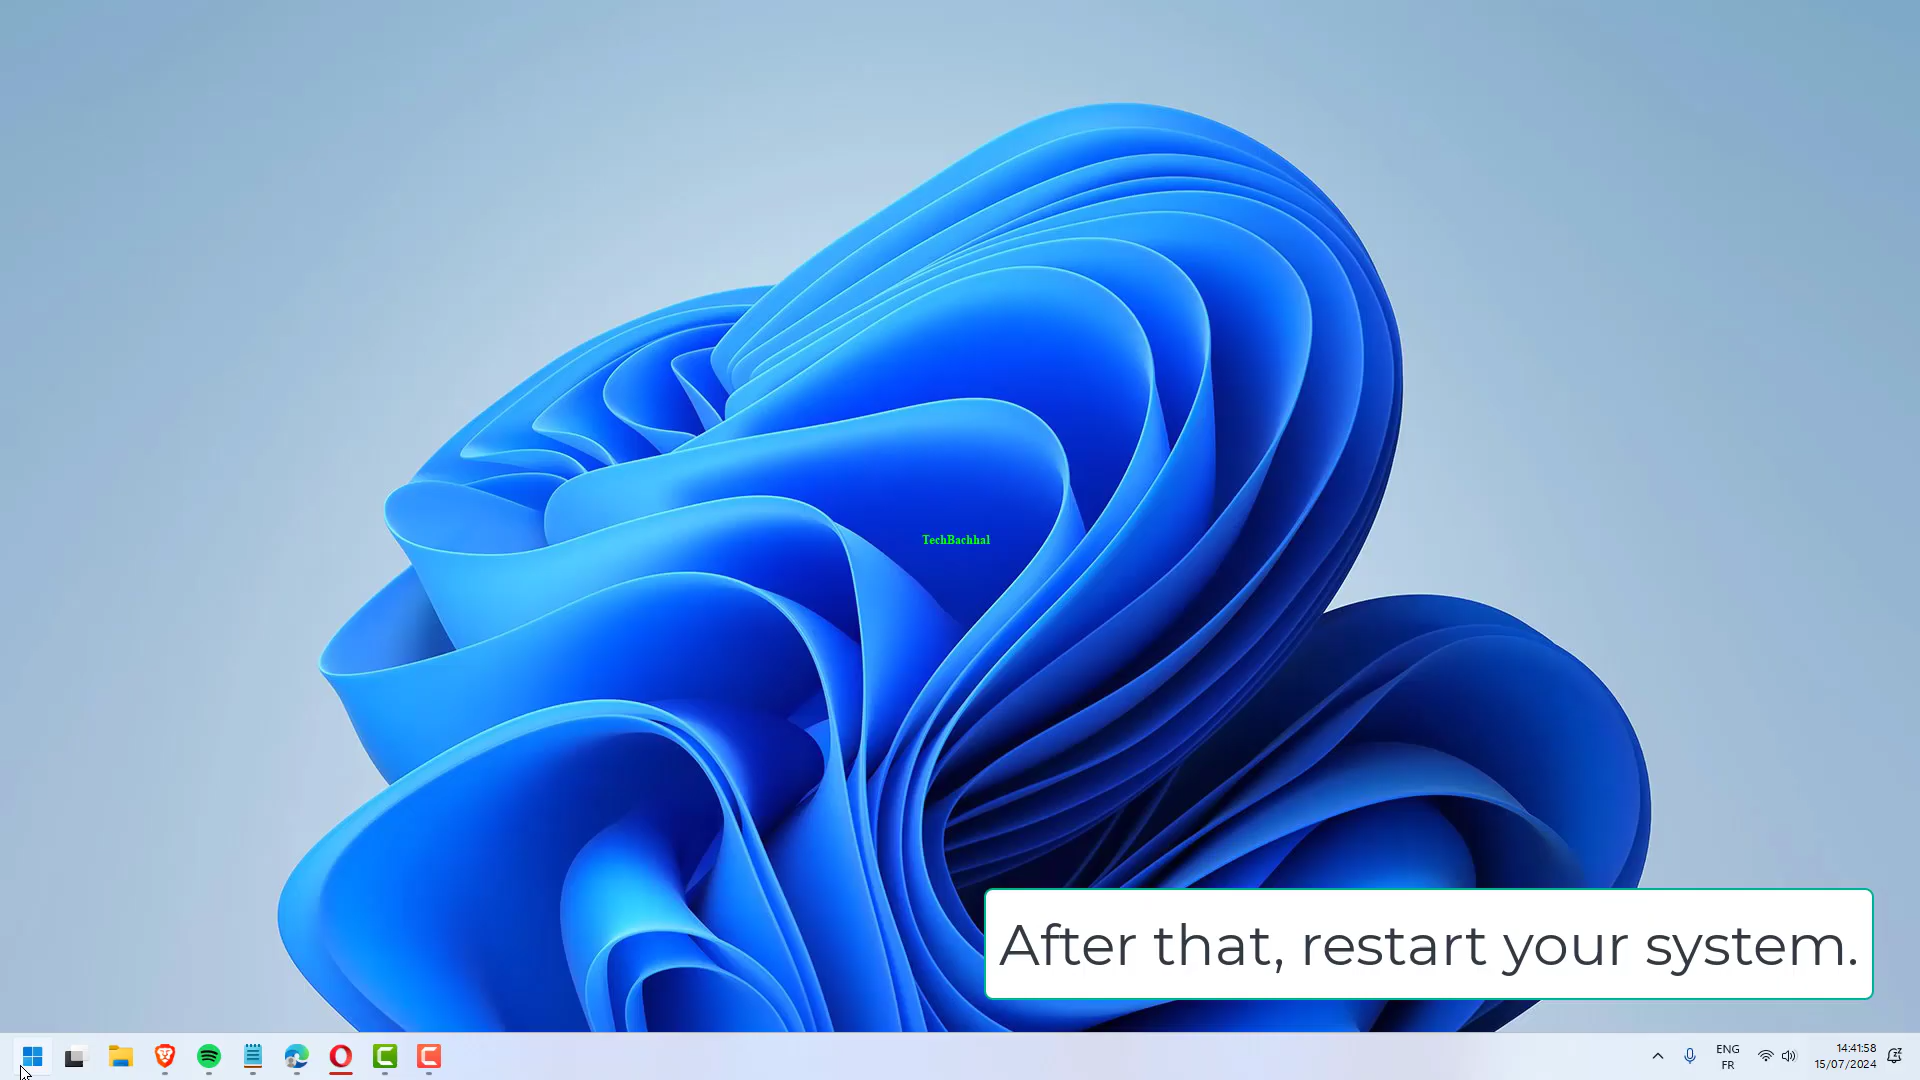 TechBachhal
After that, restart your system.
ENG
FR
14:41:58
15/07/2024